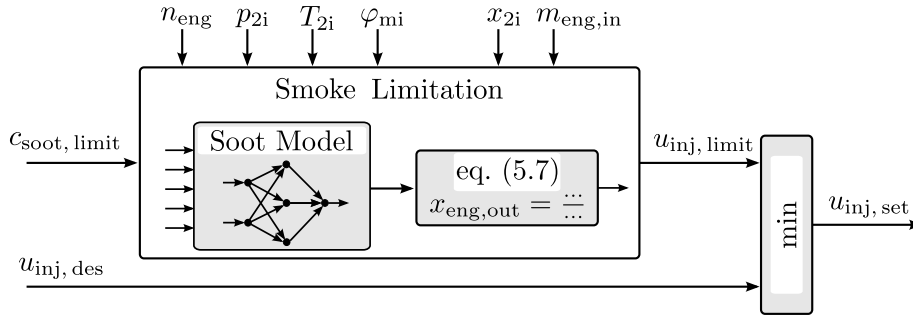 n_eng p_2i T_2i φ_mi x_2i m_eng,in
Smoke Limitation
c_soot, limit
Soot Model
eq. (5.7)
x_eng,out = .../...
u_inj, limit
min
u_inj, set
u_inj, des